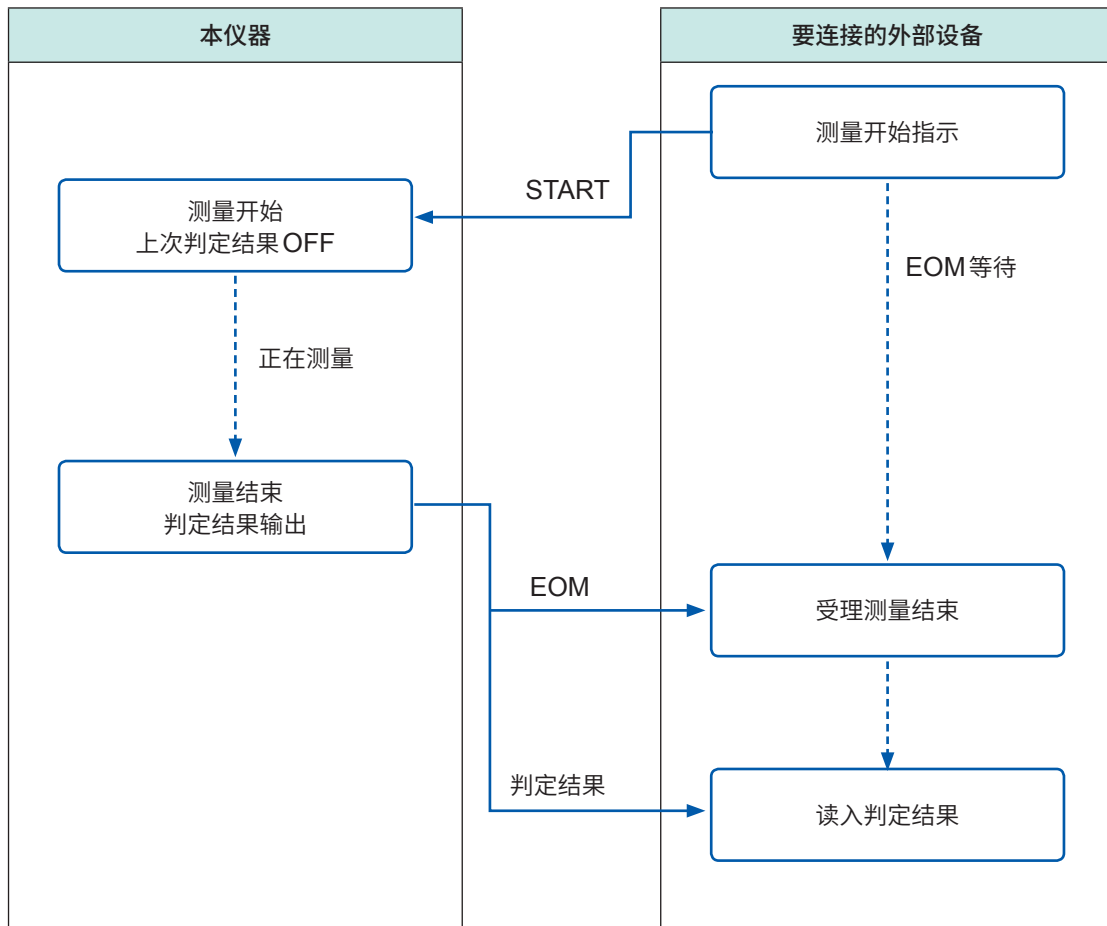 本仪器
要连接的外部设备
测量开始指示
START
测量开始
上次判定结果OFF
EOM等待
正在测量
测量结束
判定结果输出
EOM
受理测量结束
判定结果
读入判定结果